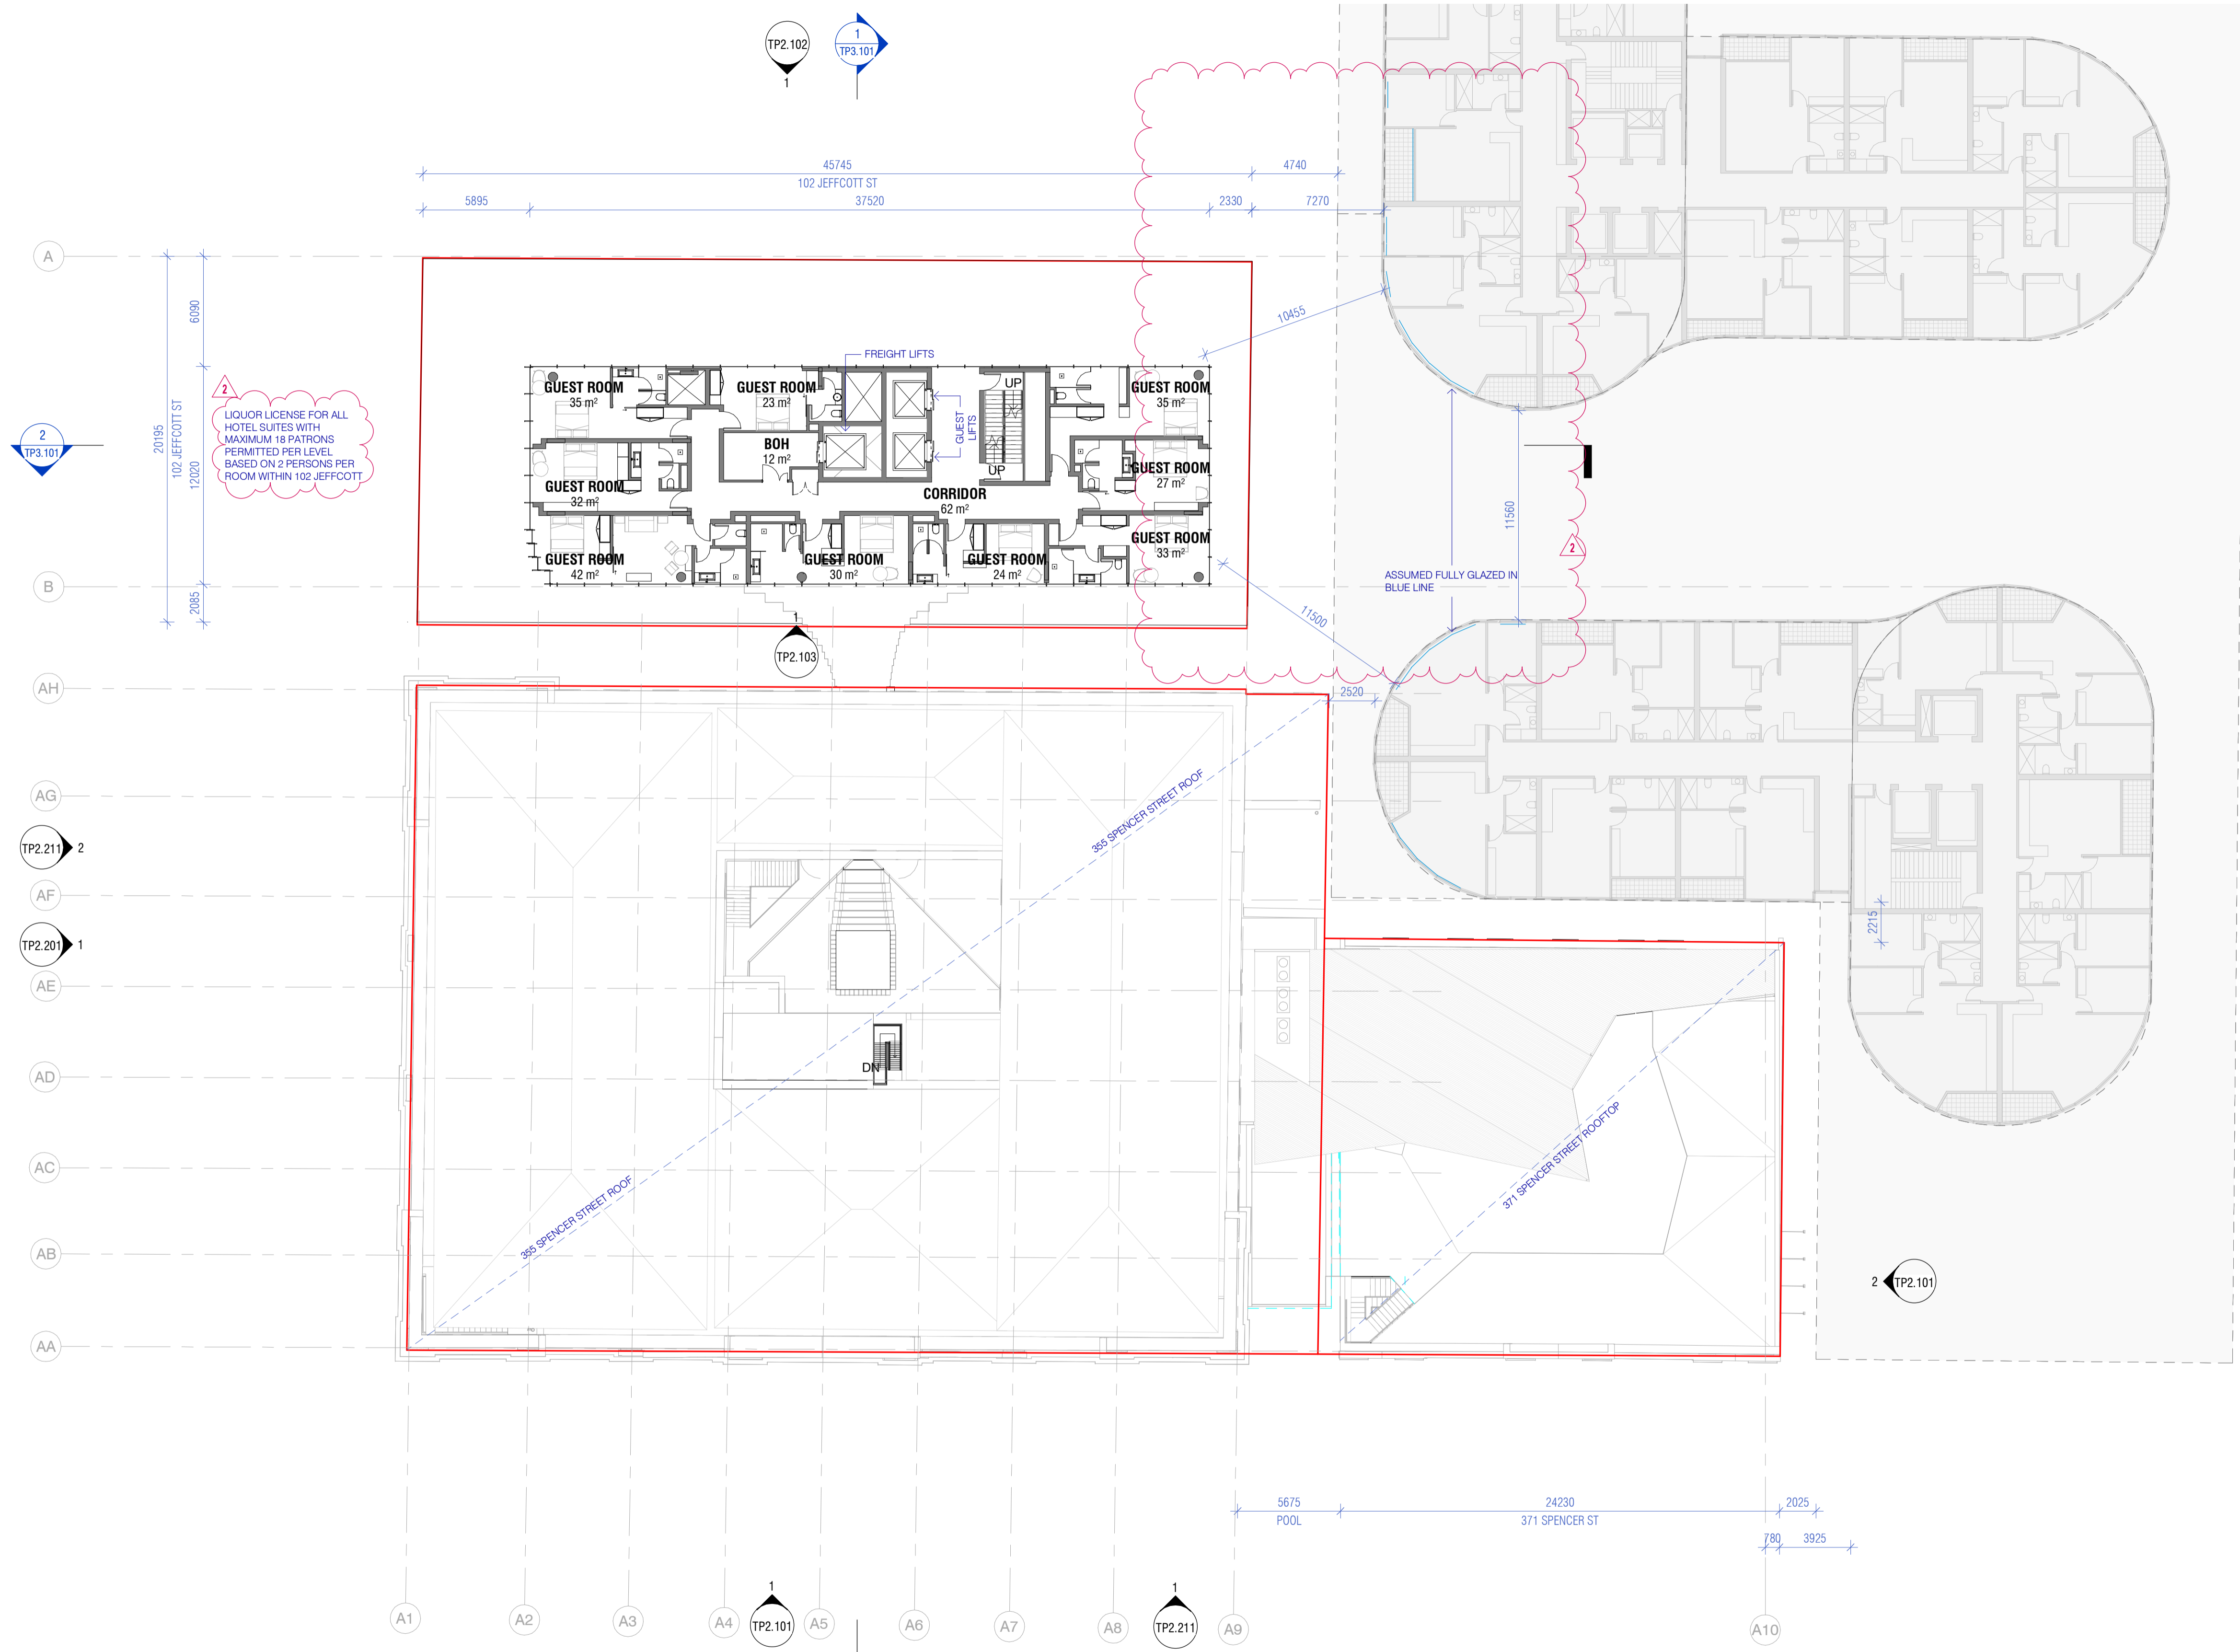 TP2.102
1
1
TP3.101
45745
4740
102 JEFFCOTT ST
5895
37520
2330
7270
A
6090
20195
102 JEFFCOTT ST
12020
2085
10455
FREIGHT LIFTS
2
LIQUOR LICENSE FOR ALL
HOTEL SUITES WITH
MAXIMUM 18 PATRONS
PERMITTED PER LEVEL
BASED ON 2 PERSONS PER
ROOM WITHIN 102 JEFFCOTT
2
TP3.101
GUEST ROOM
35 m²
GUEST ROOM
23 m²
UP
GUEST ROOM
35 m²
GUEST
LIFTS
BOH
12 m²
UP
GUEST ROOM
27 m²
GUEST ROOM
32 m²
CORRIDOR
62 m²
GUEST ROOM
33 m²
GUEST ROOM
42 m²
GUEST ROOM
30 m²
GUEST ROOM
24 m²
11560
2
ASSUMED FULLY GLAZED IN
BLUE LINE
B
11500
1
TP2.103
AH
2520
AG
355 SPENCER STREET ROOF
TP2.211
2
AF
2215
TP2.201
1
AE
AD
DN
371 SPENCER STREET ROOFTOP
AC
355 SPENCER STREET ROOF
AB
2
TP2.101
AA
5675
24230
2025
POOL
371 SPENCER ST
780
3925
1
1
A1
A2
A3
A4
TP2.101
A5
A6
A7
A8
TP2.211
A9
A10